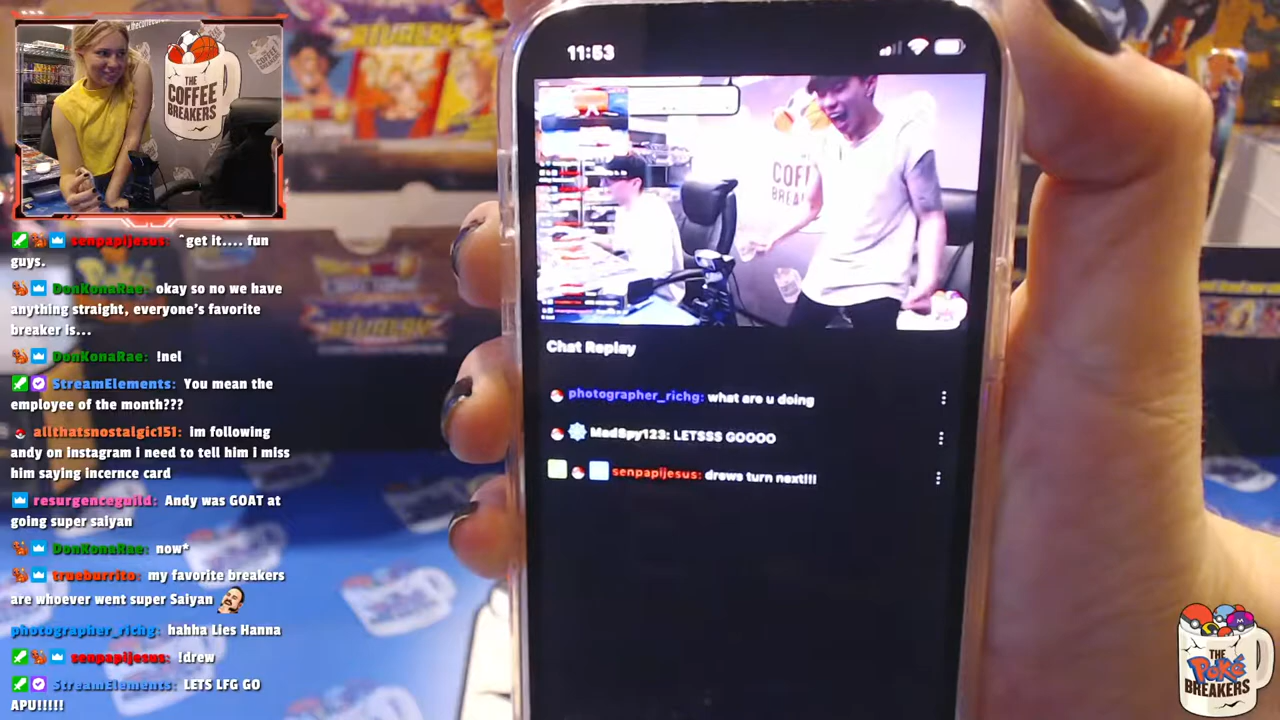 www.thecoffee
THE
COFFEE
BREAKERS
senpapijesus: ^get it.... fun
guys.
DonKonaRae: okay so no we have
anything straight, everyone's favorite
breaker is...
DonKonaRae: !nel
StreamElements: You mean the
employee of the month???
allthatsnostalgic151: im following
andy on instagram i need to tell him i miss
him saying incernce card
resurgenceguild: Andy was GOAT at
going super saiyan
DonKonaRae: now*
trueburrito: my favorite breakers
are whoever went super Saiyan
photographer_richg: hahha Lies Hanna
senpapijesus: !drew
StreamElements: LETS LFG GO
APU!!!!!
11:53
COFF
BREA
Chat Replay
photographer_richg: what are u doing
MadSpy123: LETSSS GOOOO
senpapijesus: drews turn next!!!
RIVALRY
THE
Poké
BREAKERS